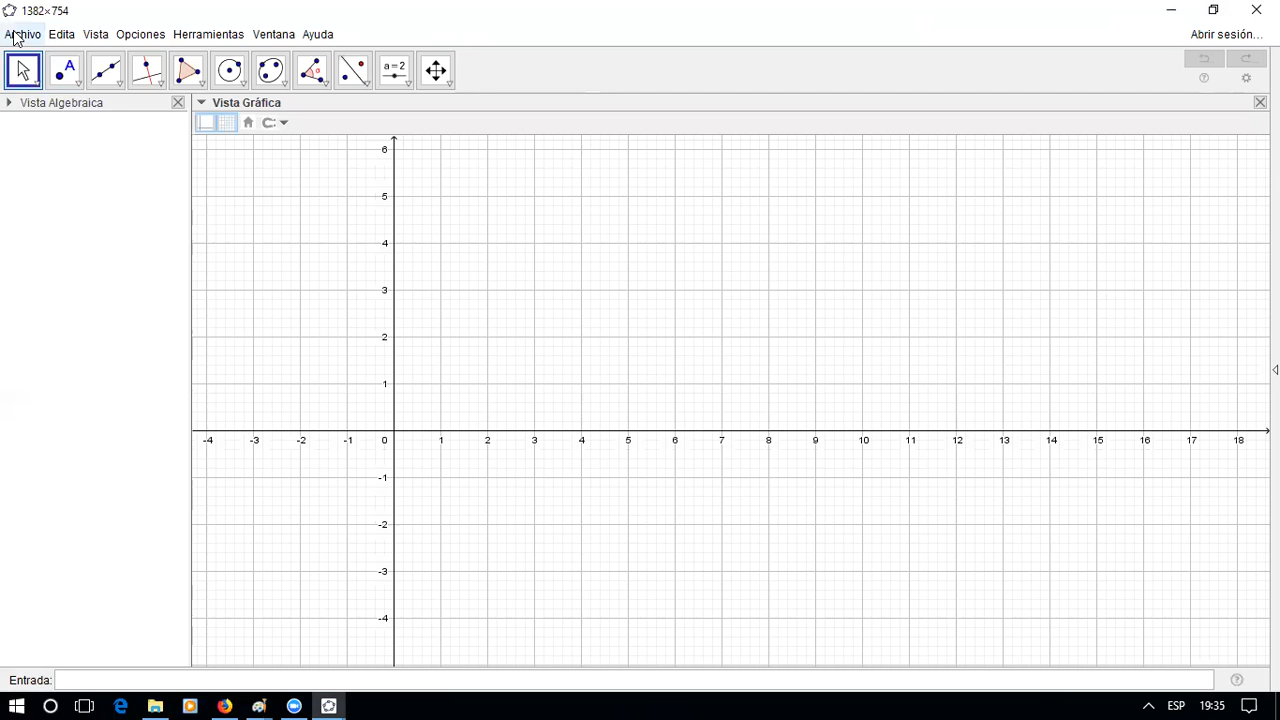 1382×754
Archivo Edita Vista Opciones Herramientas Ventana Ayuda
Abrir sesión...
A
α
a=2
Vista Algebraica
Vista Gráfica
6
5
4
3
2
1
-4 -3 -2 -1 0 1 2 3 4 5 6 7 8 9 10 11 12 13 14 15 16 17 18
-1
-2
-3
-4
Entrada:
ESP 19:35